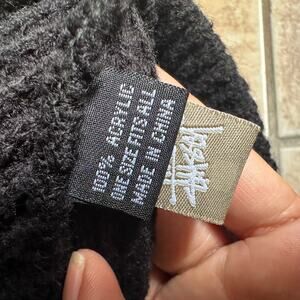 100% ACRYLIC
ONE SIZE FITS ALL
MADE IN CHINA
Stüssy